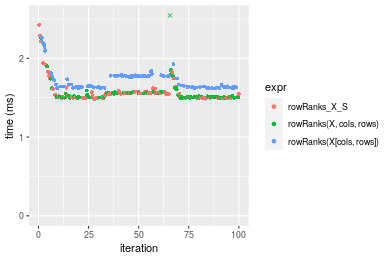 time (ms)
2
1
0
0
25
50
75
100
iteration
expr
rowRanks_X_S
rowRanks(X, cols, rows)
rowRanks(X[cols, rows])